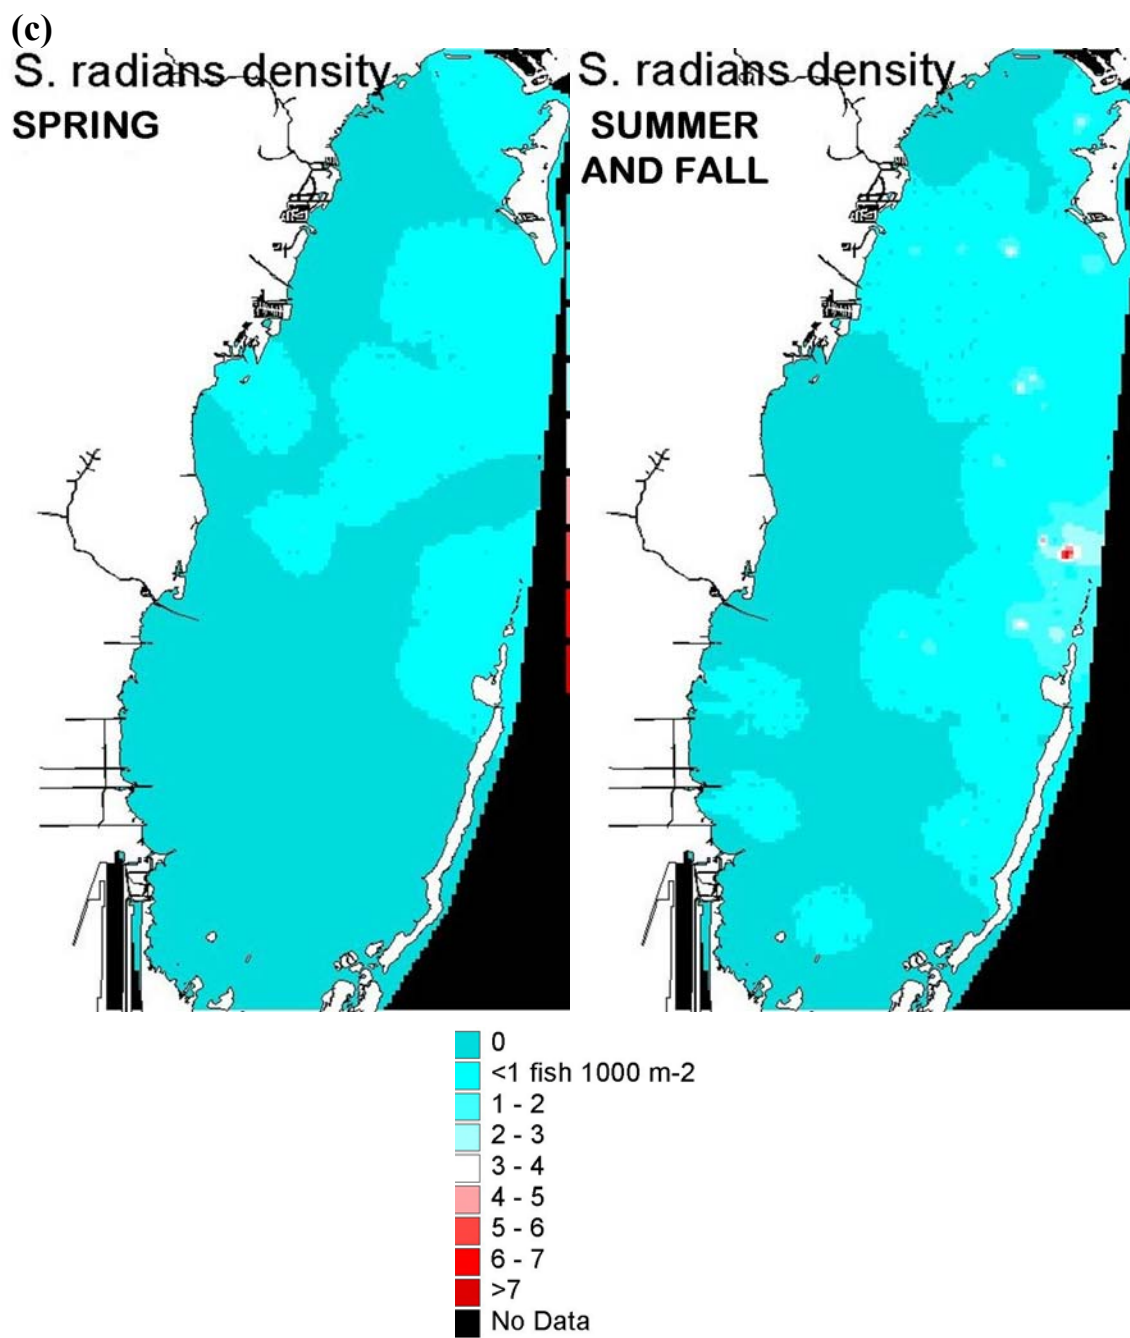 (c)
S. radians density
SPRING
S. radians density
SUMMER
AND FALL
0
<1 fish 1000 m-2
1 - 2
2 - 3
3 - 4
4 - 5
5 - 6
6 - 7
>7
No Data